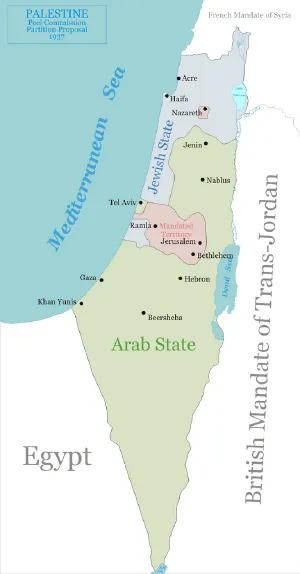 PALESTINE
Peel Commission
Partition Proposal
1937
French Mandate of Syria
Mediterranean Sea
Acre
Haifa
Nazareth
Jewish State
Jenin
Nablus
Tel Aviv
Ramla
Mandated
Territory
Jerusalem
Bethlehem
Gaza
Hebron
Dead Sea
Khan Yunis
Beersheba
Arab State
British Mandate of Trans-Jordan
Egypt